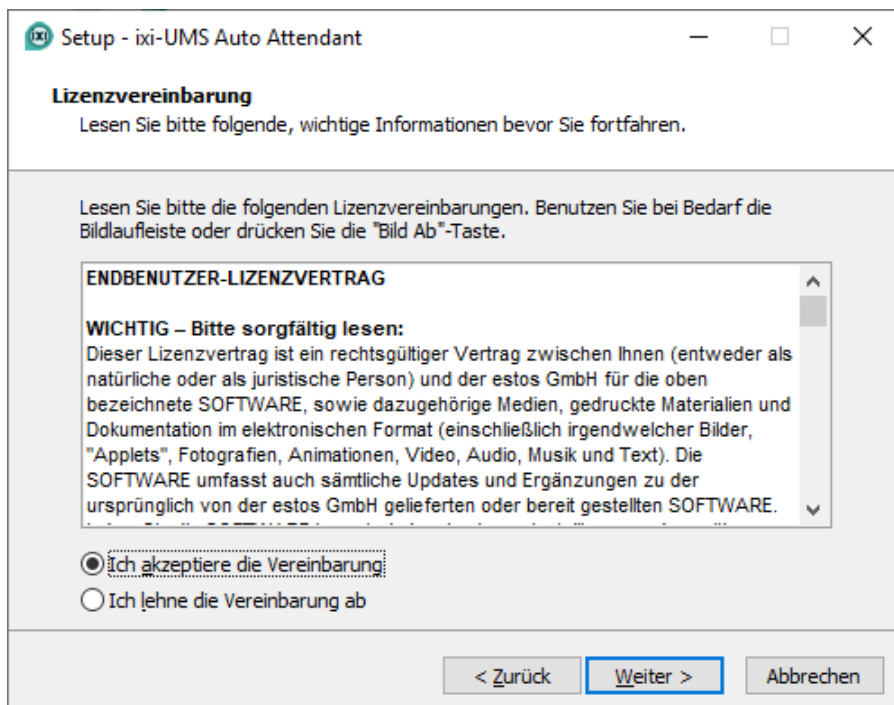 Setup - ixi-UMS Auto Attendant
Lizenzvereinbarung
Lesen Sie bitte folgende, wichtige Informationen bevor Sie fortfahren.
Lesen Sie bitte die folgenden Lizenzvereinbarungen. Benutzen Sie bei Bedarf die
Bildlaufleiste oder drücken Sie die "Bild Ab"-Taste.
ENDBENUTZER-LIZENZVERTRAG
WICHTIG – Bitte sorgfältig lesen:
Dieser Lizenzvertrag ist ein rechtsgültiger Vertrag zwischen Ihnen (entweder als
natürliche oder als juristische Person) und der estos GmbH für die oben
bezeichnete SOFTWARE, sowie dazugehörige Medien, gedruckte Materialien und
Dokumentation im elektronischen Format (einschließlich irgendwelcher Bilder,
"Applets", Fotografien, Animationen, Video, Audio, Musik und Text). Die
SOFTWARE umfasst auch sämtliche Updates und Ergänzungen zu der
ursprünglich von der estos GmbH gelieferten oder bereit gestellten SOFTWARE.
Ich akzeptiere die Vereinbarung
Ich lehne die Vereinbarung ab
< Zurück
Weiter >
Abbrechen